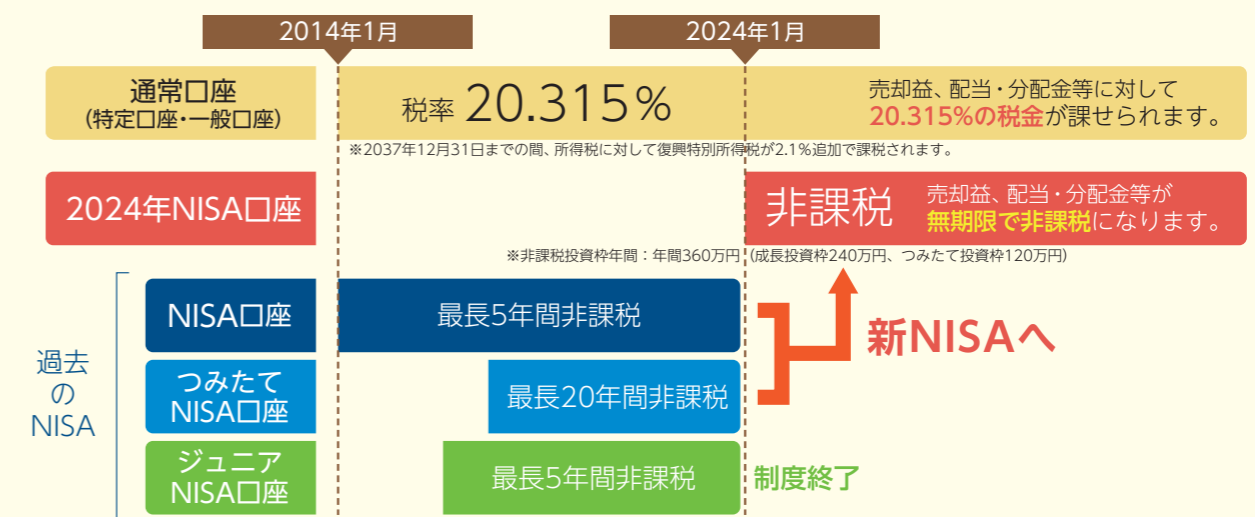 2014年1月
2024年1月
通常口座
(特定口座・一般口座)
税率 20.315%
売却益、配当・分配金等に対して
20.315%の税金が課せられます。
※2037年12月31日までの間、所得税に対して復興特別所得税が2.1%追加で課税されます。
2024年NISA口座
非課税
売却益、配当・分配金等が
無期限で非課税になります。
※非課税投資枠年間：年間360万円（成長投資枠240万円、つみたて投資枠120万円）
過去
の
NISA
NISA口座
最長5年間非課税
新NISAへ
つみたて
NISA口座
最長20年間非課税
ジュニア
NISA口座
最長5年間非課税
制度終了